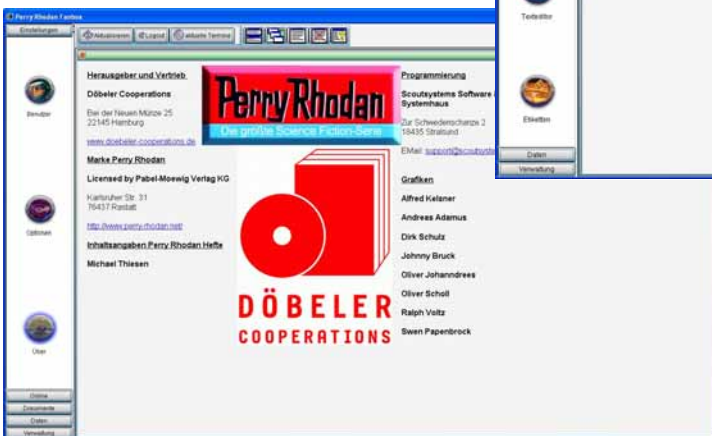 Perry Rhodan
Einstellungen
Aktualisieren
Logout
aktuelle Termine
Benutzer
Optionen
Über
Online
Dokumente
Daten
Verwaltung
Herausgeber und Vertrieb
Döbeler Cooperations
Bei der Neuen Münze 25
22145 Hamburg
www.doebeler-cooperations.de
Marke Perry Rhodan
Licensed by Pabel-Moewig Verlag KG
Karlsruher Str. 31
76437 Rastatt
http://www.perry-rhodan.net/
Inhaltsangaben Perry Rhodan Hefte
Michael Thiesen
Perry Rhodan
Die größte Science Fiction-Serie
DÖBELER
COOPERATIONS
Programmierung
Scoutsystems Software
Systemhaus
Zur Schwedenschanze 2
18435 Stralsund
EMail: support@scoutsyste
Grafiken
Alfred Kelsner
Andreas Adamus
Dirk Schulz
Johnny Bruck
Oliver Johanndrees
Oliver Scholl
Ralph Voltz
Swen Papenbrock
Texteditor
Etiketten
Daten
Verwaltung